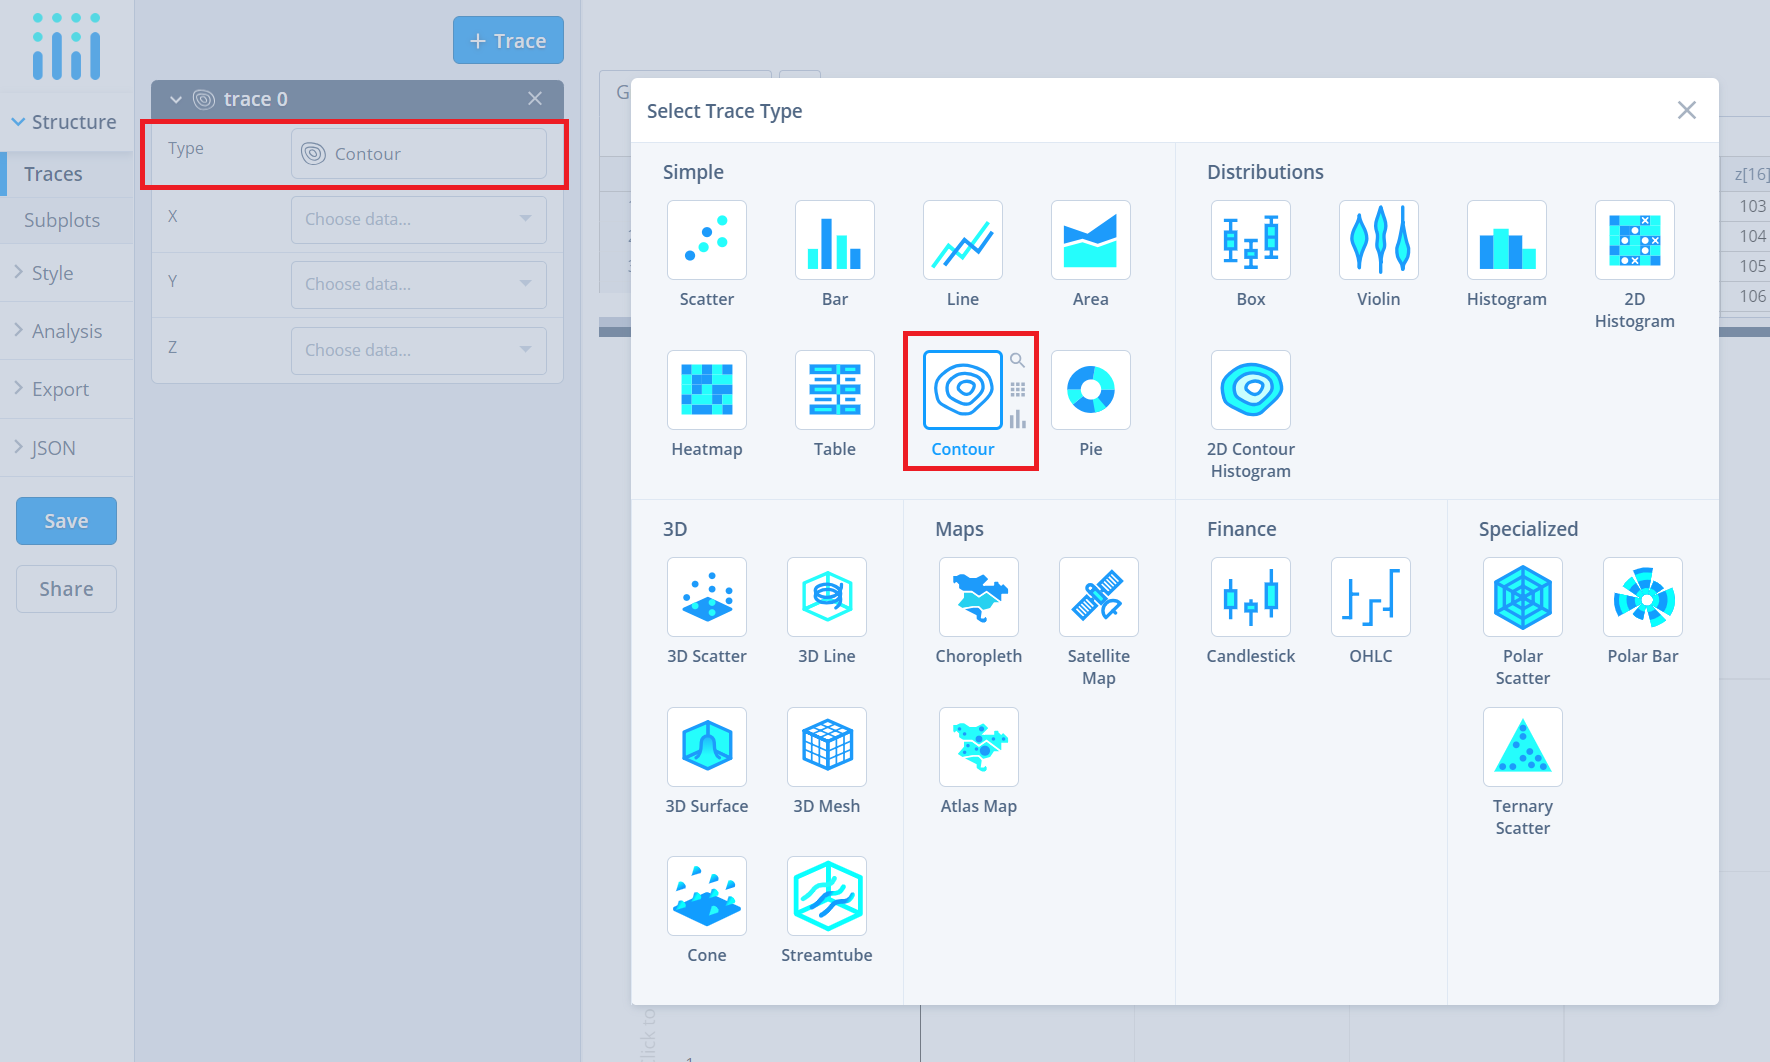 Trace
trace 0
Structure
Type
Contour
Traces
X
Choose data...
Subplots
Style
Y
Choose data...
Analysis
Z
Choose data...
Export
JSON
Save
Share
G
Select Trace Type
Simple
Scatter
Bar
Line
Area
Heatmap
Table
Contour
Pie
Distributions
Box
Violin
Histogram
2D
Histogram
2D Contour
Histogram
3D
3D Scatter
3D Line
3D Surface
3D Mesh
Cone
Streamtube
Maps
Choropleth
Satellite
Map
Atlas Map
Finance
Candlestick
OHLC
Specialized
Polar
Scatter
Polar Bar
Ternary
Scatter
z[16]
103
104
105
106
lick to
1